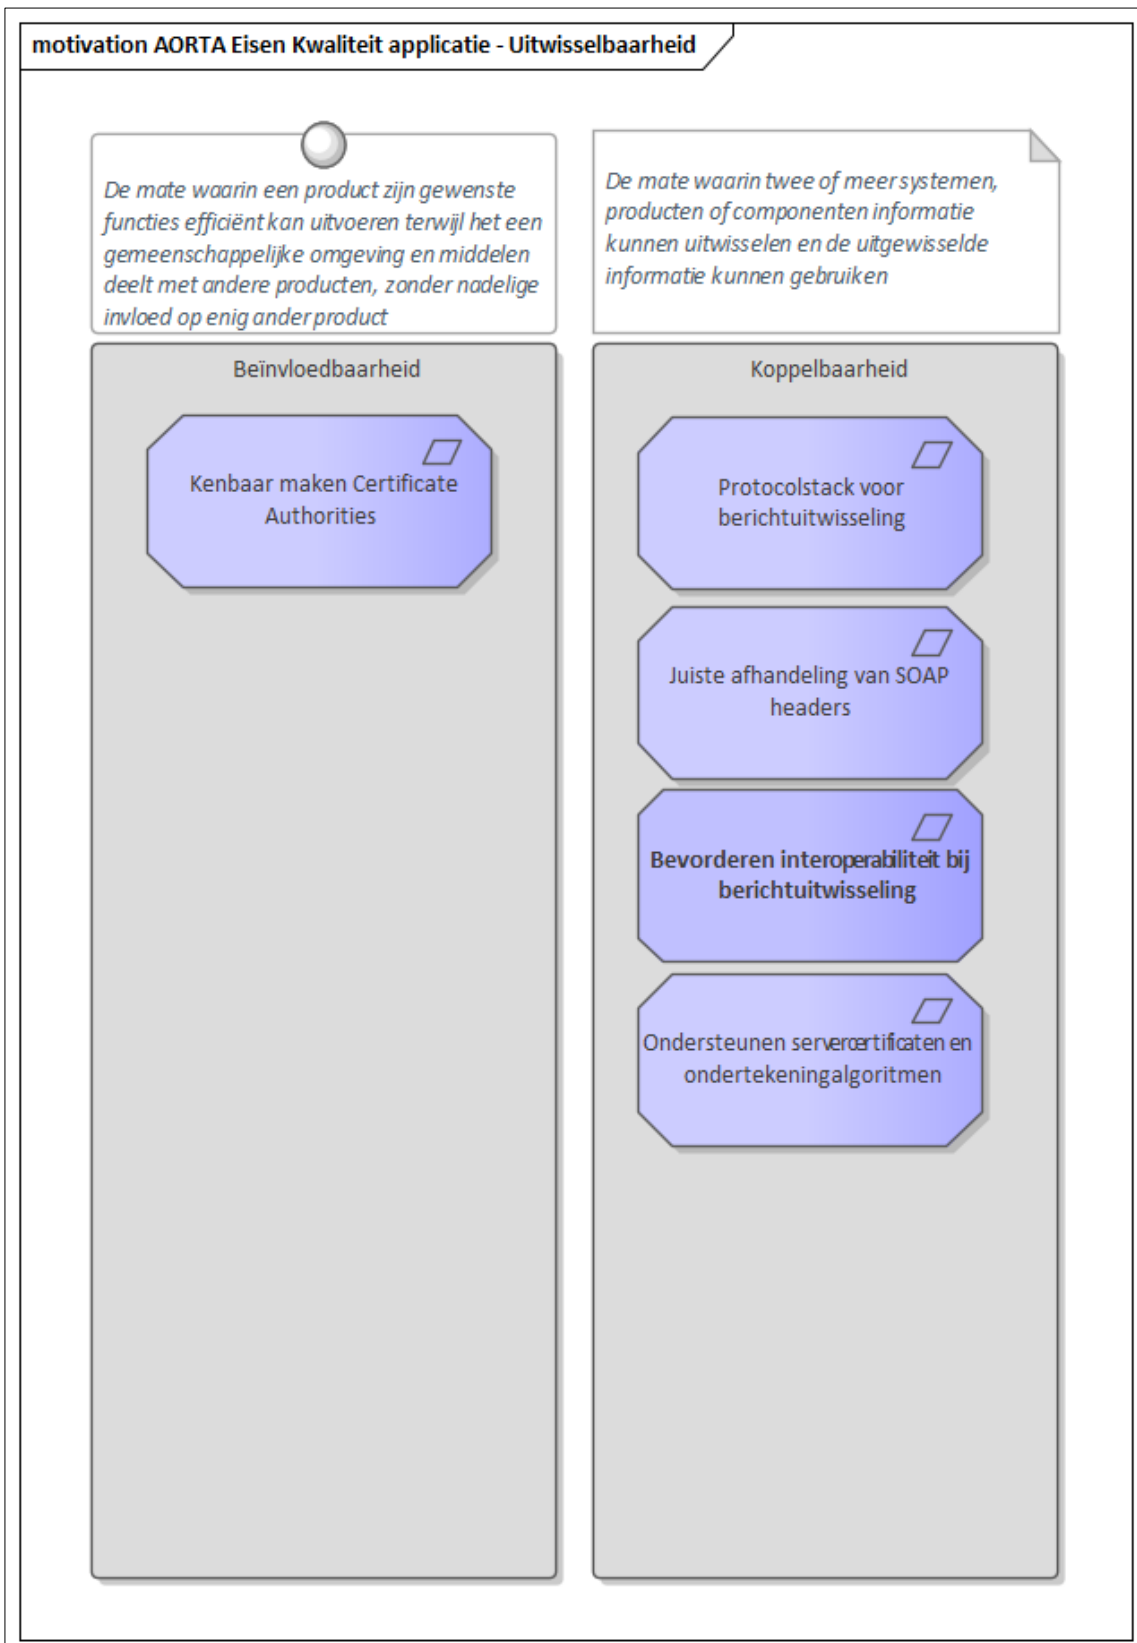 motivation AORTA Eisen Kwaliteit applicatie - Uitwisselbaarheid
De mate waarin een product zijn gewenste
functies efficiënt kan uitvoeren terwijl het een
gemeenschappelijke omgeving en middelen
deelt met andere producten, zonder nadelige
invloed op enig ander product
De mate waarin twee of meer systemen,
producten of componenten informatie
kunnen uitwisselen en de uitgewisselde
informatie kunnen gebruiken
Beïnvloedbaarheid
Kenbaar maken Certificate
Authorities
Koppelbaarheid
Protocolstack voor
berichtuitwisseling
Juiste afhandeling van SOAP
headers
Bevorderen interoperabiliteit bij
berichtuitwisseling
Ondersteunen servercertificaten en
ondertekeningalgoritmen